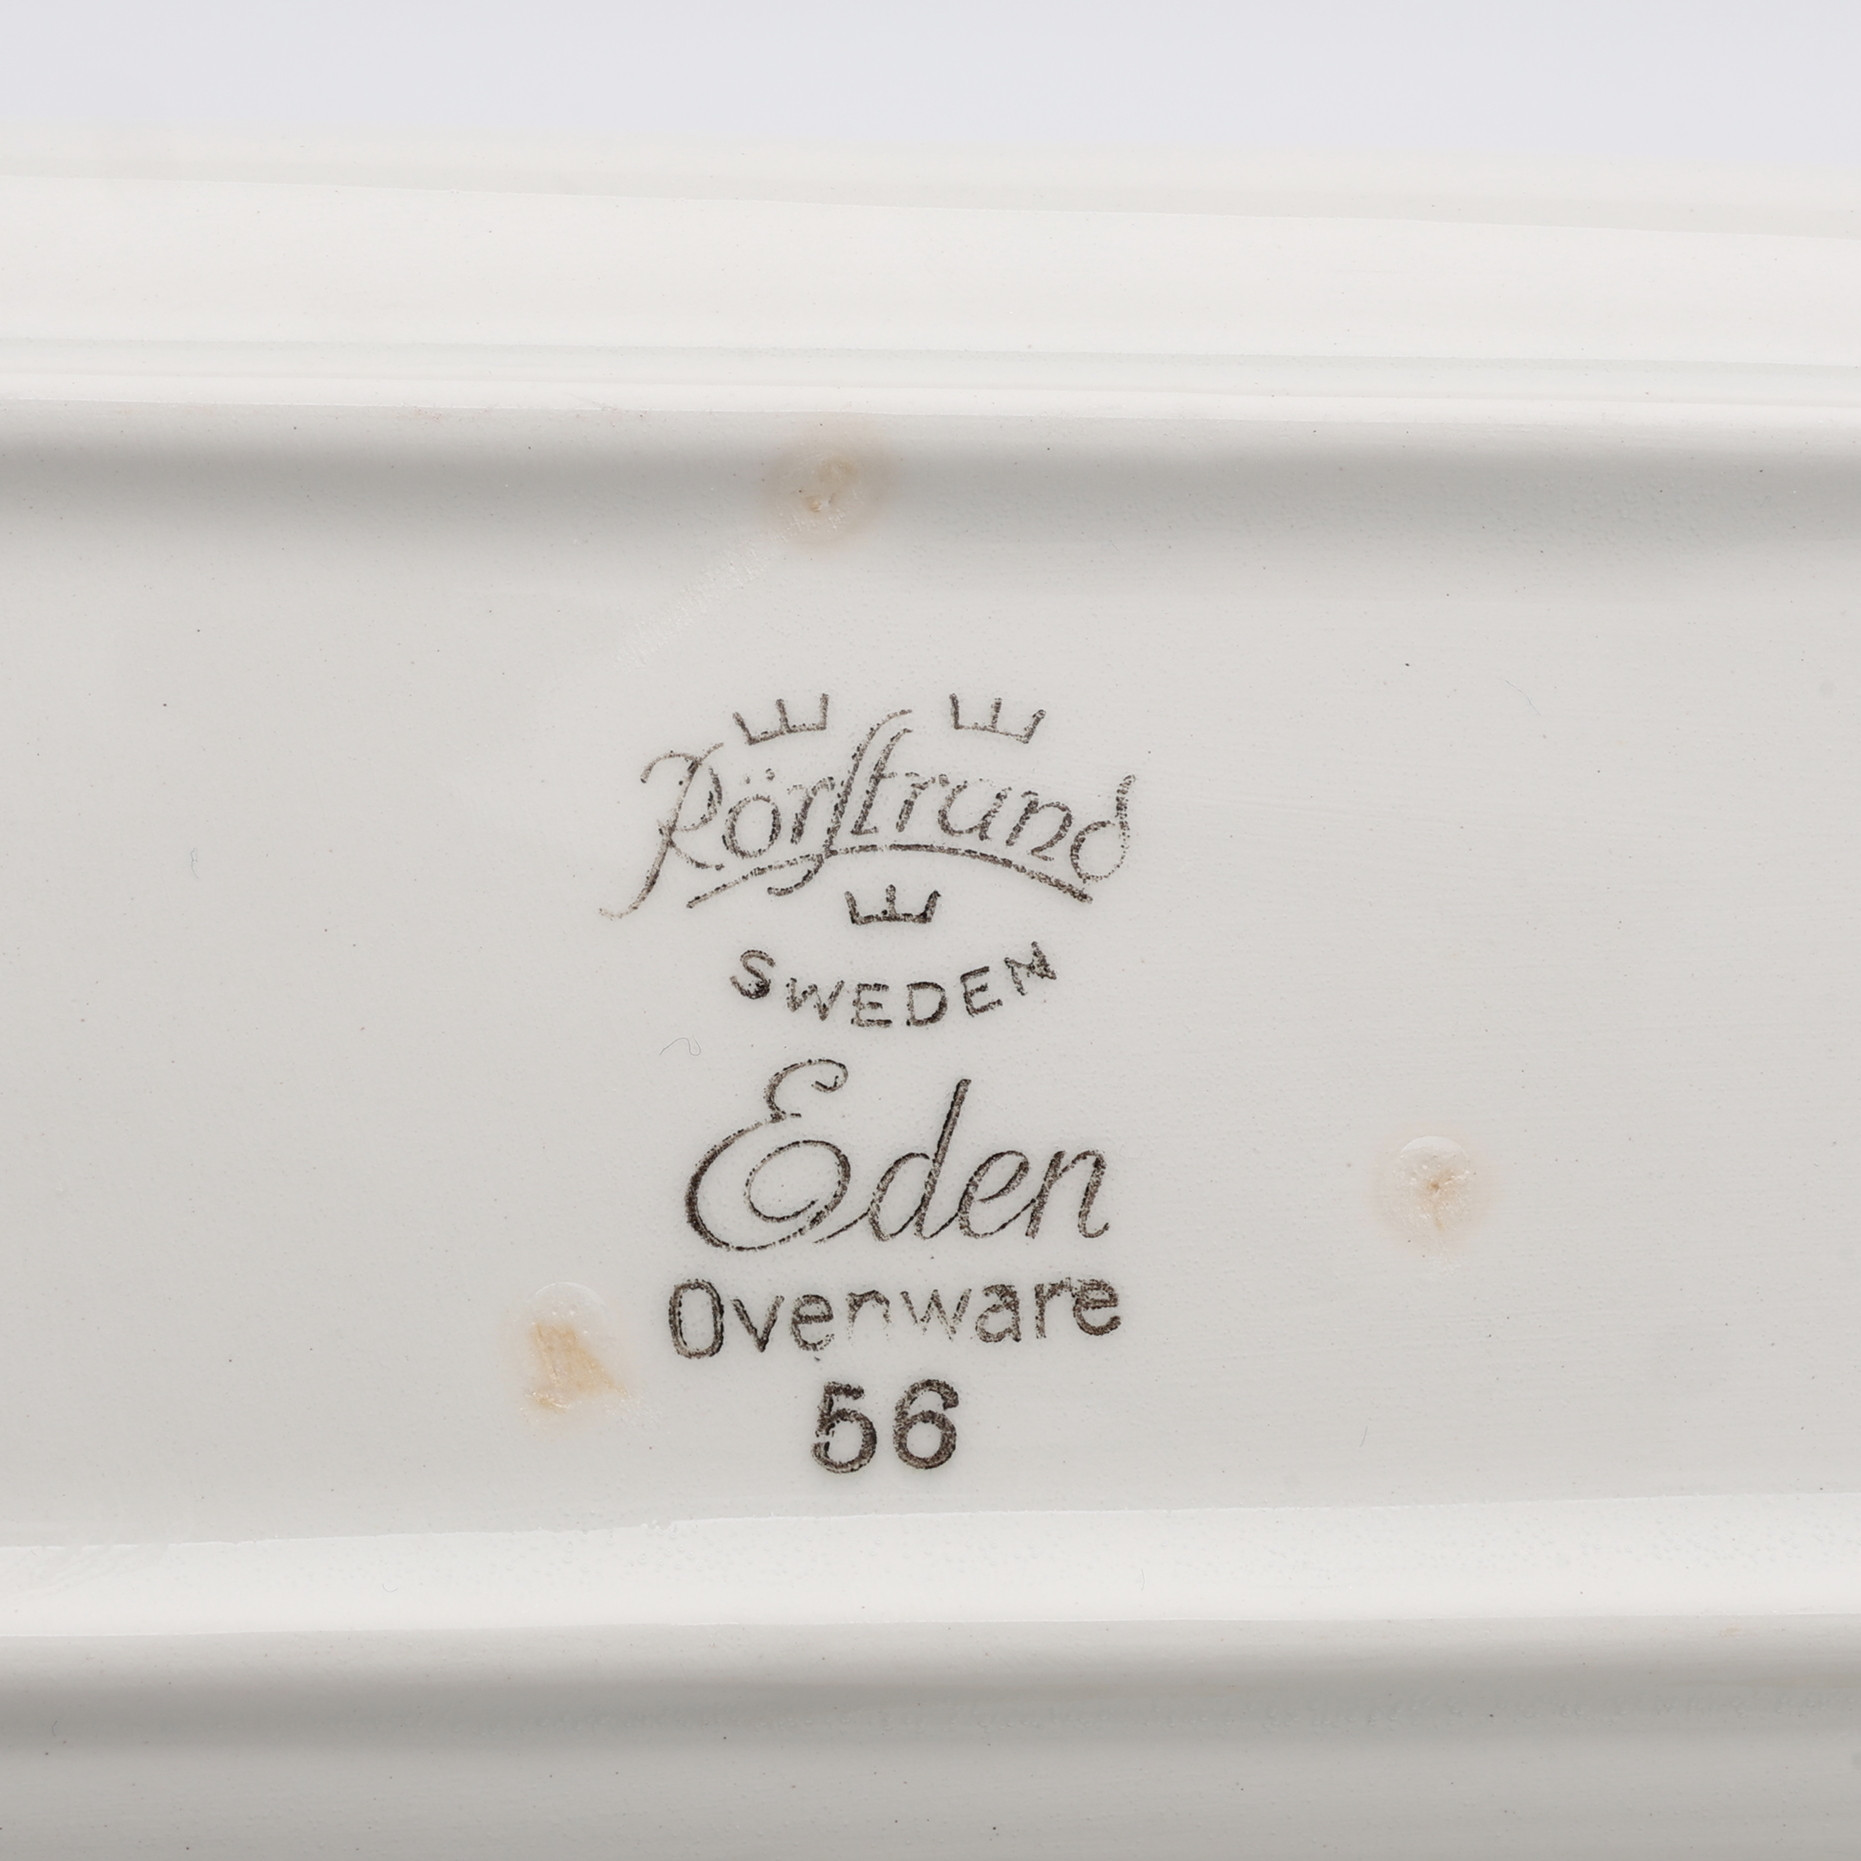 Rörstrand
SWEDEN
Eden
Ovenware
56